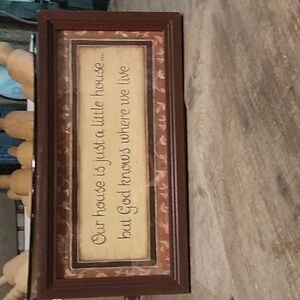 Our house is just a little house...
but God knows where we live.